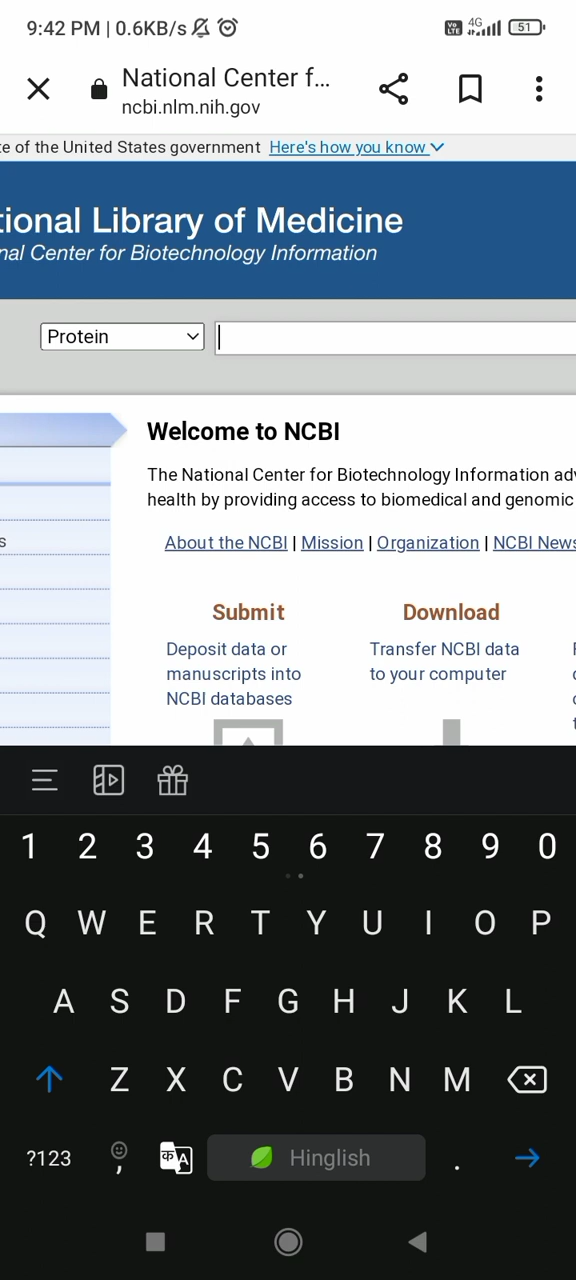 9:42 PM | 0.6KB/s
Vo LTE 4G 51
National Center f...
ncbi.nlm.nih.gov
te of the United States government Here's how you know
tional Library of Medicine
nal Center for Biotechnology Information
Protein
Welcome to NCBI
The National Center for Biotechnology Information adv
health by providing access to biomedical and genomic
s
About the NCBI | Mission | Organization | NCBI News
Submit Download
Deposit data or
manuscripts into
NCBI databases
Transfer NCBI data
to your computer
1 2 3 4 5 6 7 8 9 0
Q W E R T Y U I O P
A S D F G H J K L
Z X C V B N M
?123 , Hinglish .